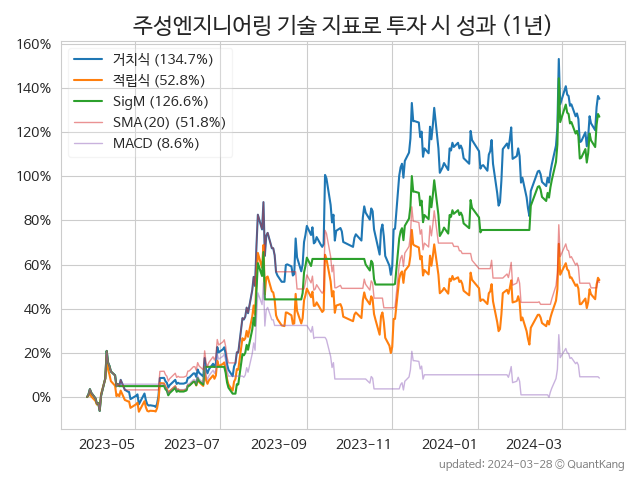 주성엔지니어링 기술 지표로 투자 시 성과 (1년)
160%
140%
120%
100%
80%
60%
40%
20%
0%
거치식 (134.7%)
적립식 (52.8%)
SigM (126.6%)
SMA(20) (51.8%)
MACD (8.6%)
2023-05 2023-07 2023-09 2023-11 2024-01 2024-03
updated: 2024-03-28 © QuantKang